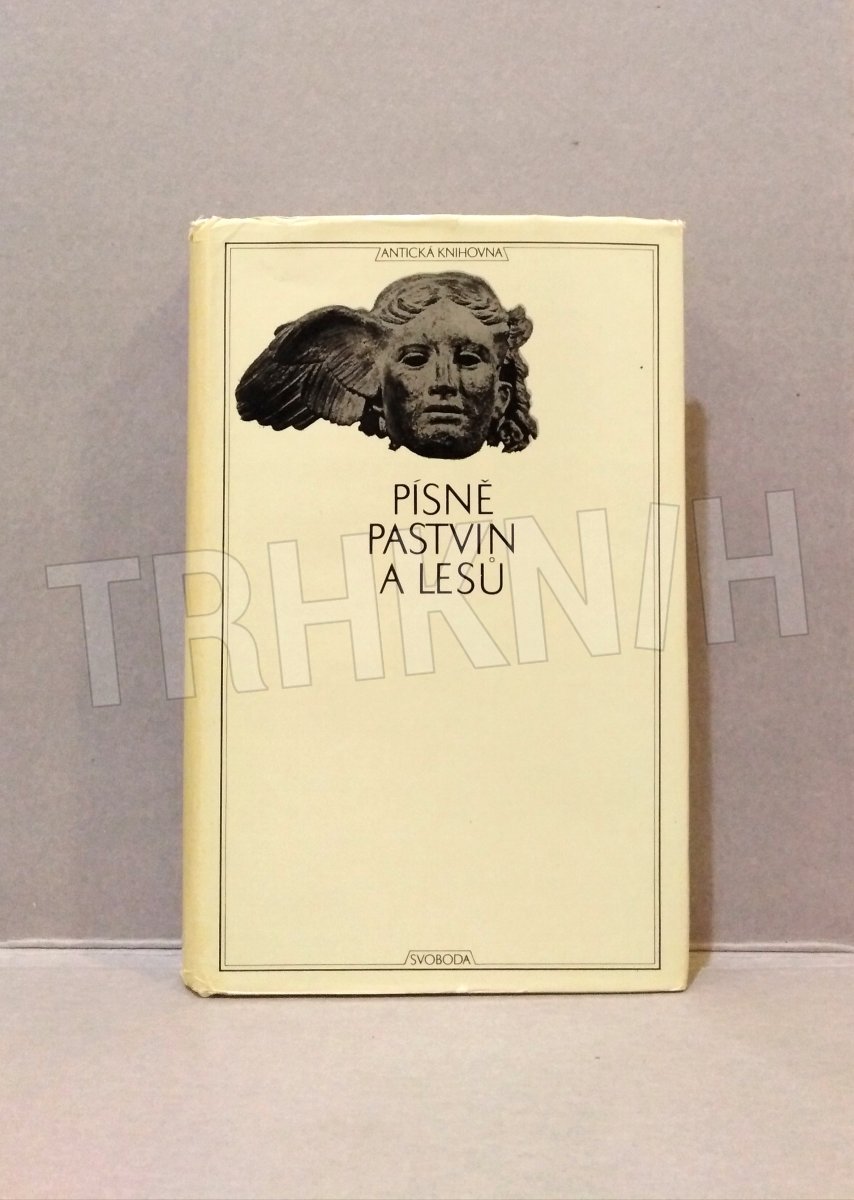 ANTICKÁ KNIHOVNA
PÍSNĚ
PASTVIN
A LESŮ
TRHKNIH
SVOBODA